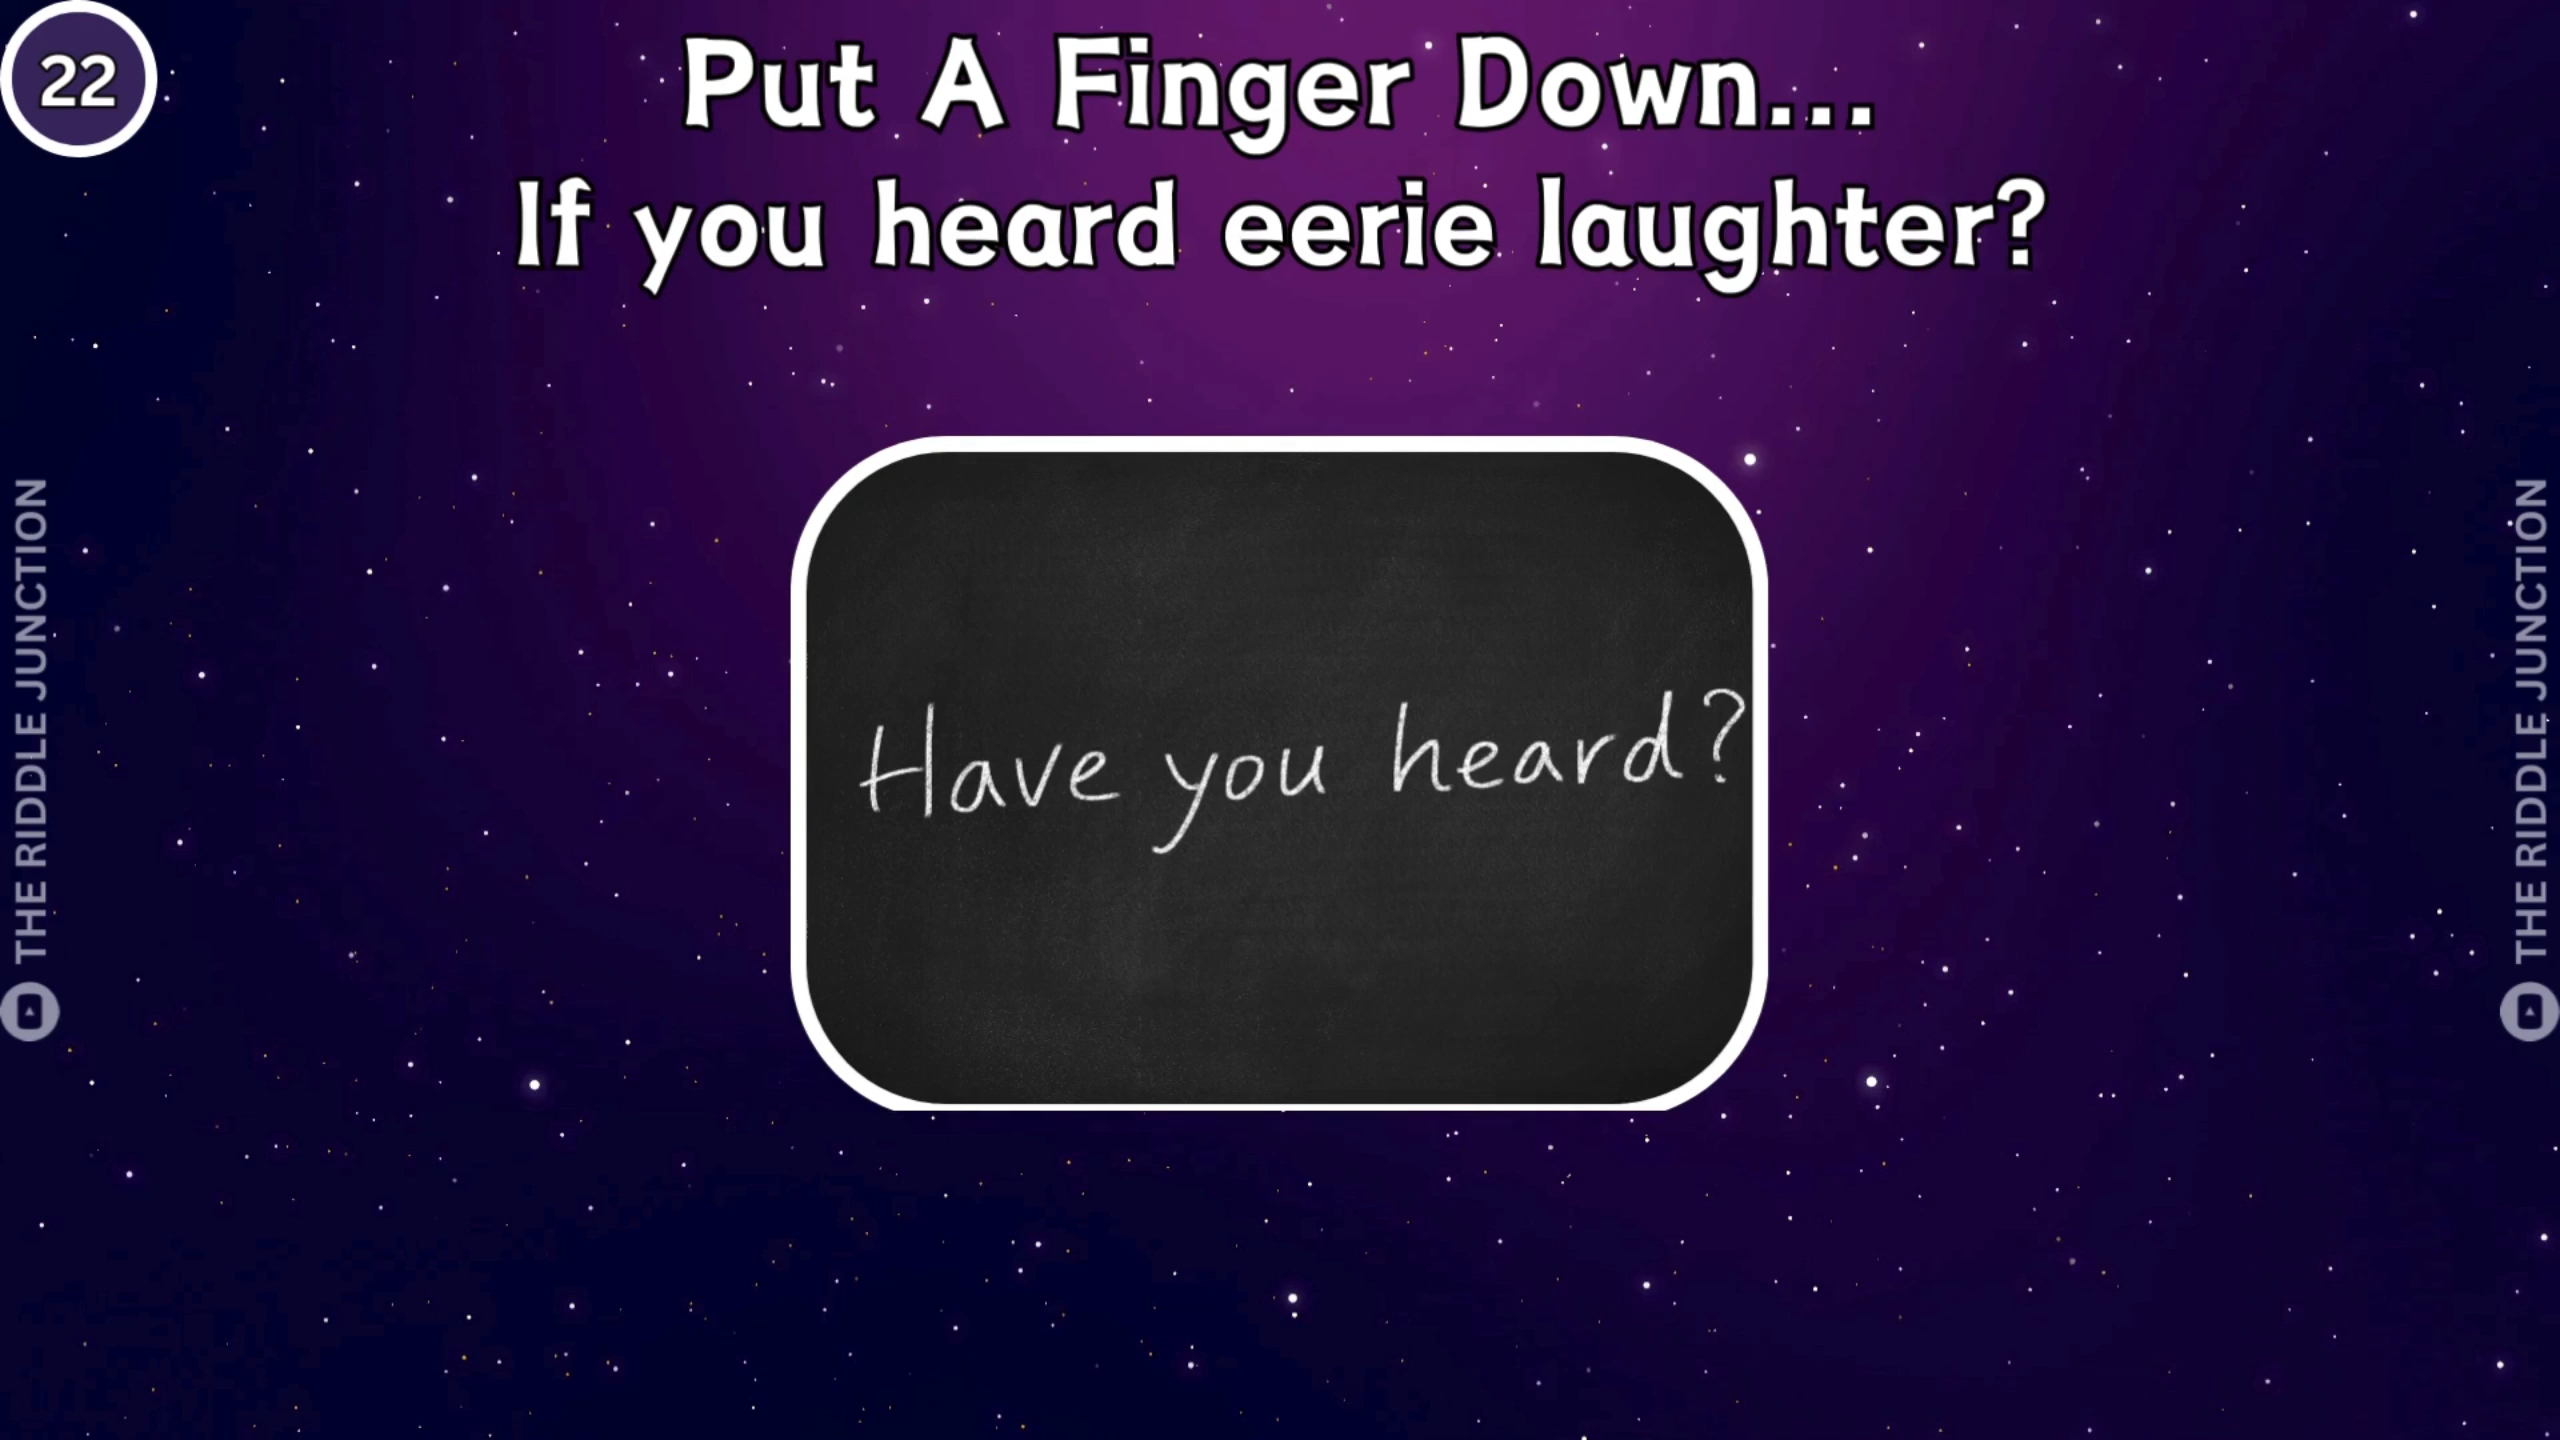 22
Put A Finger Down...
If you heard eerie laughter?
Have you heard?
THE RIDDLE JUNCTION
THE RIDDLE JUNCTION